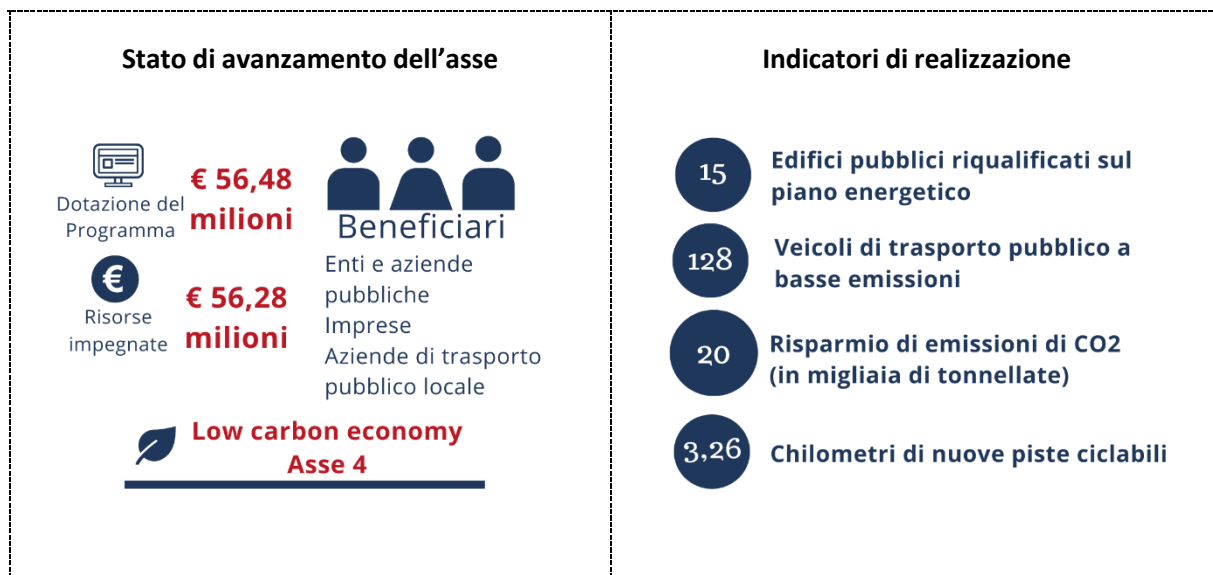 Stato di avanzamento dell’asse
Dotazione del
Programma
€ 56,48
milioni
€
Risorse
impegnate
€ 56,28
milioni
Beneficiari
Enti e aziende
pubbliche
Imprese
Aziende di trasporto
pubblico locale
Low carbon economy
Asse 4
Indicatori di realizzazione
15
Edifici pubblici riqualificati sul
piano energetico
128
Veicoli di trasporto pubblico a
basse emissioni
20
Risparmio di emissioni di CO2
(in migliaia di tonnellate)
3,26
Chilometri di nuove piste ciclabili